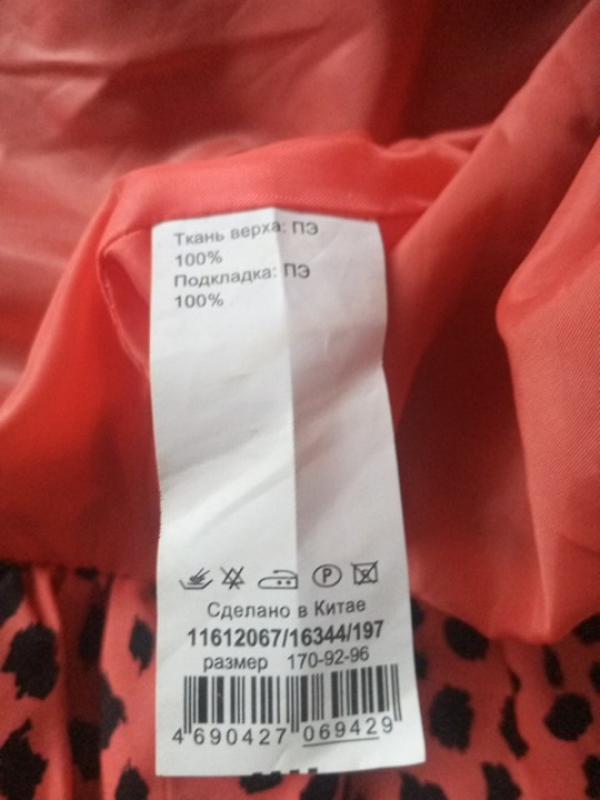 Ткань верха: ПЭ
100%
Подкладка: ПЭ
100%
P
Сделано в Китае
11612067/16344/197
размер 170-92-96
4 690427 069429